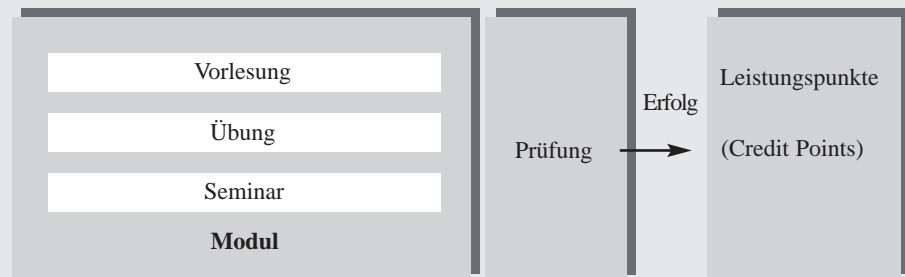 Vorlesung
Übung
Seminar
Modul
Prüfung
Erfolg
Leistungspunkte
(Credit Points)